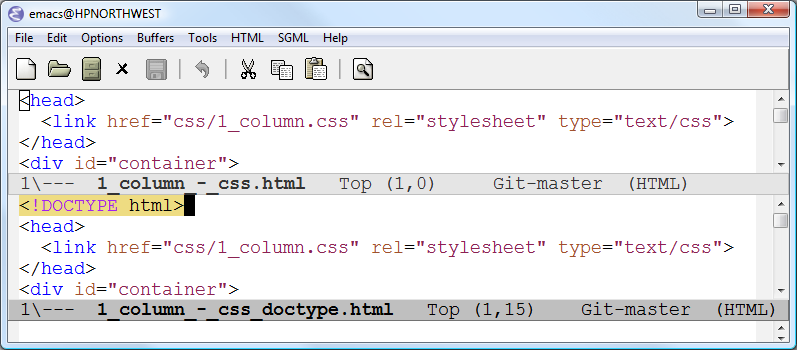 emacs@HPNORTHWEST
File Edit Options Buffers Tools HTML SGML Help
<head>
  <link href="css/1_column.css" rel="stylesheet" type="text/css">
</head>
<div id="container">
1\---  1_column_-_css.html   Top (1,0)     Git-master  (HTML)
<!DOCTYPE html>
<head>
  <link href="css/1_column.css" rel="stylesheet" type="text/css">
</head>
<div id="container">
1\---  1_column_-_css_doctype.html   Top (1,15)    Git-master  (HTML)